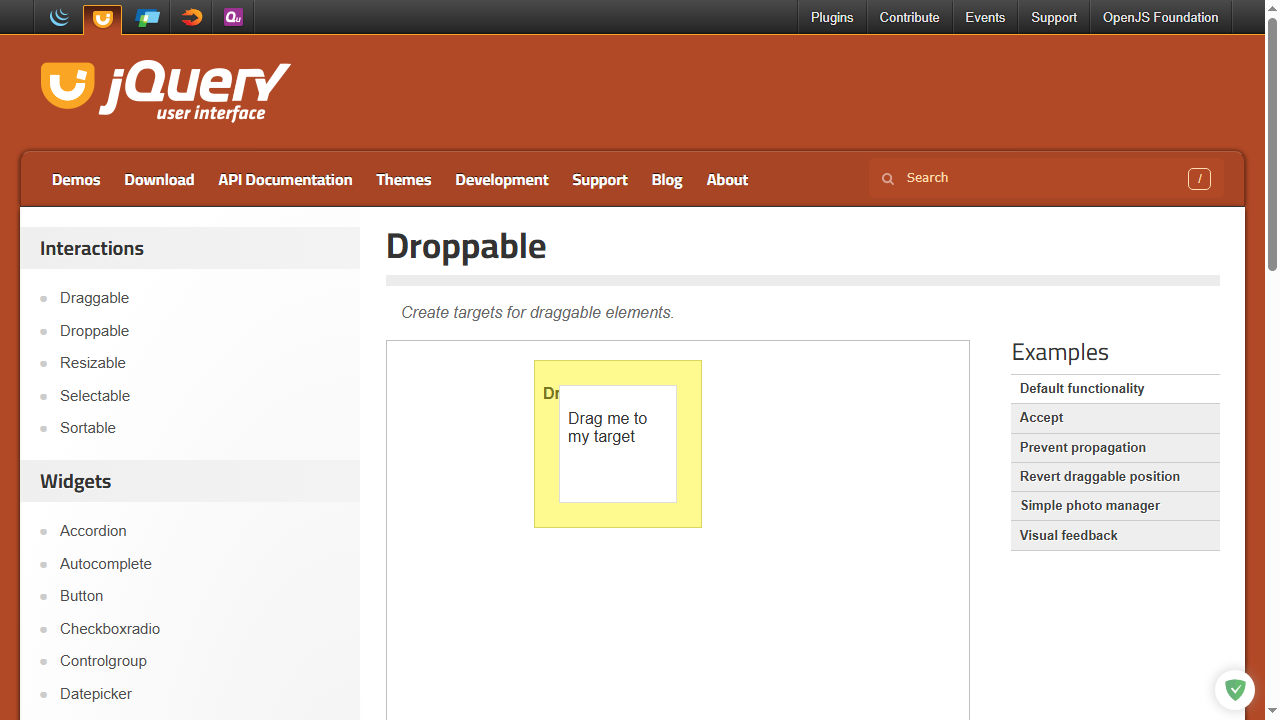 Qu
Plugins
Contribute
Events
Support
OpenJS Foundation
jQuery
user interface
Demos
Download
API Documentation
Themes
Development
Support
Blog
About
Search
/
Interactions
Draggable
Droppable
Resizable
Selectable
Sortable
Widgets
Accordion
Autocomplete
Button
Checkboxradio
Controlgroup
Datepicker
Droppable
Create targets for draggable elements.
Drag me to
my target
Examples
Default functionality
Accept
Prevent propagation
Revert draggable position
Simple photo manager
Visual feedback